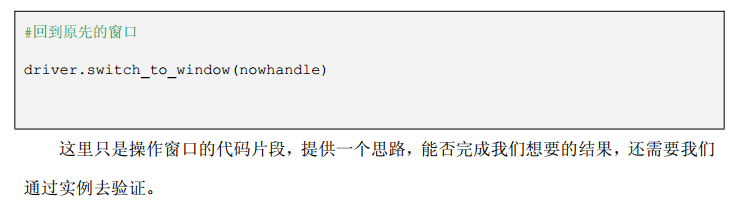 #回到原先的窗口
driver.switch_to_window(nowhandle)
这里只是操作窗口的代码片段，提供一个思路，能否完成我们想要的结果，还需要我们
通过实例去验证。